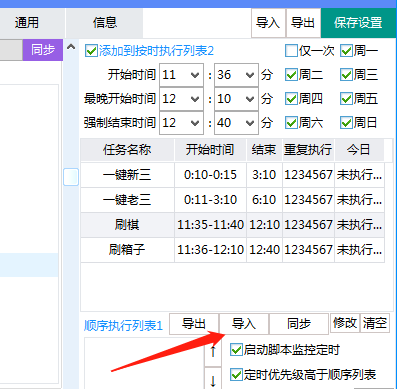 通用 信息 导入 导出 保存设置
同步 添加到按时执行列表2 仅一次 周一
开始时间 11 : 36 分 周二 周三
最晚开始时间 12 : 10 分 周四 周五
强制结束时间 12 : 40 分 周六 周日
任务名称 开始时间 结束 重复执行 今日
一键新三 0:10-0:15 3:10 1234567 未执行...
一键老三 0:11-3:10 6:10 1234567 未执行...
刷棋 11:35-11:40 12:10 1234567 未执行...
刷箱子 11:36-12:10 12:40 1234567 未执行...
顺序执行列表1 导出 导入 同步 修改 清空
↑ 启动脚本监控定时
↓ 定时优先级高于顺序列表